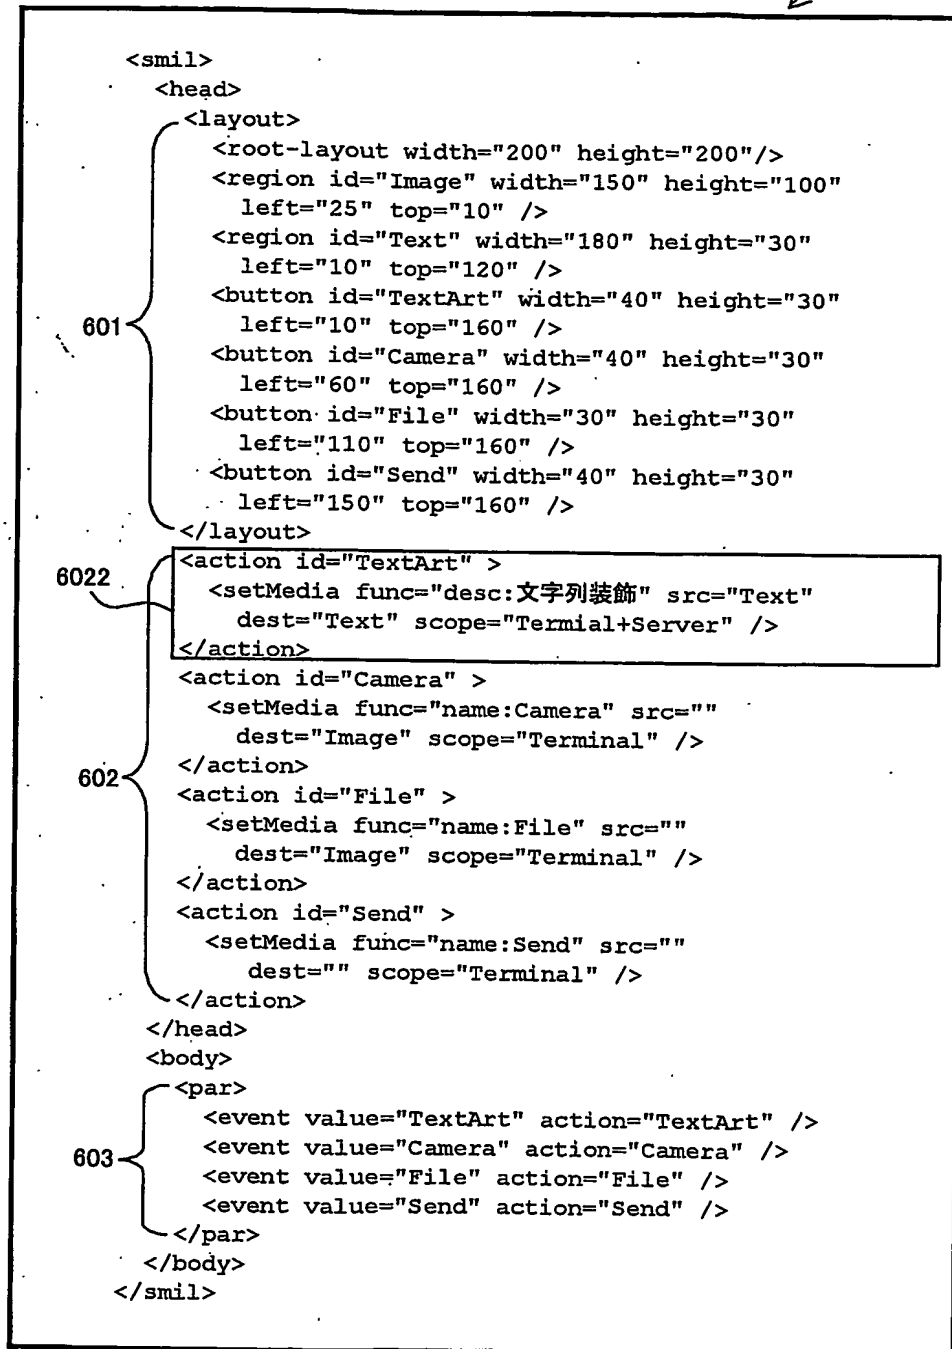 <smil>
<head>
<layout>
<root-layout width="200" height="200"/>
<region id="Image" width="150" height="100"
left="25" top="10" />
<region id="Text" width="180" height="30"
left="10" top="120" />
<button id="TextArt" width="40" height="30"
601
left="10" top="160" />
<button id="Camera" width="40" height="30"
left="60" top="160" />
<button id="File" width="30" height="30"
left="110" top="160" />
<button id="Send" width="40" height="30"
left="150" top="160" />
</layout>
<action id="TextArt" >
6022
<setMedia func="desc:文字列装飾" src="Text"
dest="Text" scope="Termial+Server" />
</action>
<action id="Camera" >
<setMedia func="name:Camera" src=""
dest="Image" scope="Terminal" />
602
</action>
<action id="File" >
<setMedia func="name:File" src=""
dest="Image" scope="Terminal" />
</action>
<action id="Send" >
<setMedia func="name:Send" src=""
dest="" scope="Terminal" />
</action>
</head>
<body>
<par>
<event value="TextArt" action="TextArt" />
<event value="Camera" action="Camera" />
603
<event value="File" action="File" />
<event value="Send" action="Send" />
</par>
</body>
</smil>